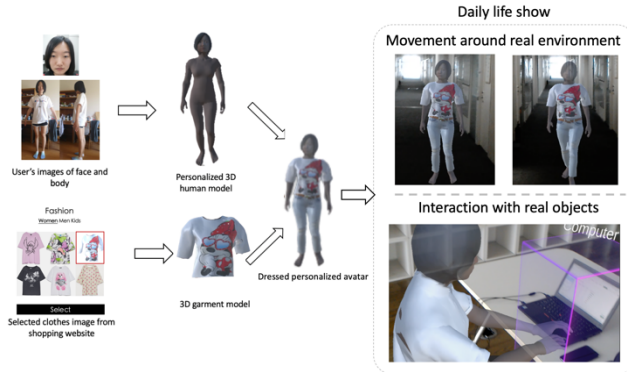 Daily life show
Movement around real environment
User's images of face and
body
Personalized 3D
human model
Fashion
Women Men Kids
Select
Selected clothes image from
shopping website
3D garment model
Dressed personalized avatar
Interaction with real objects
Computer